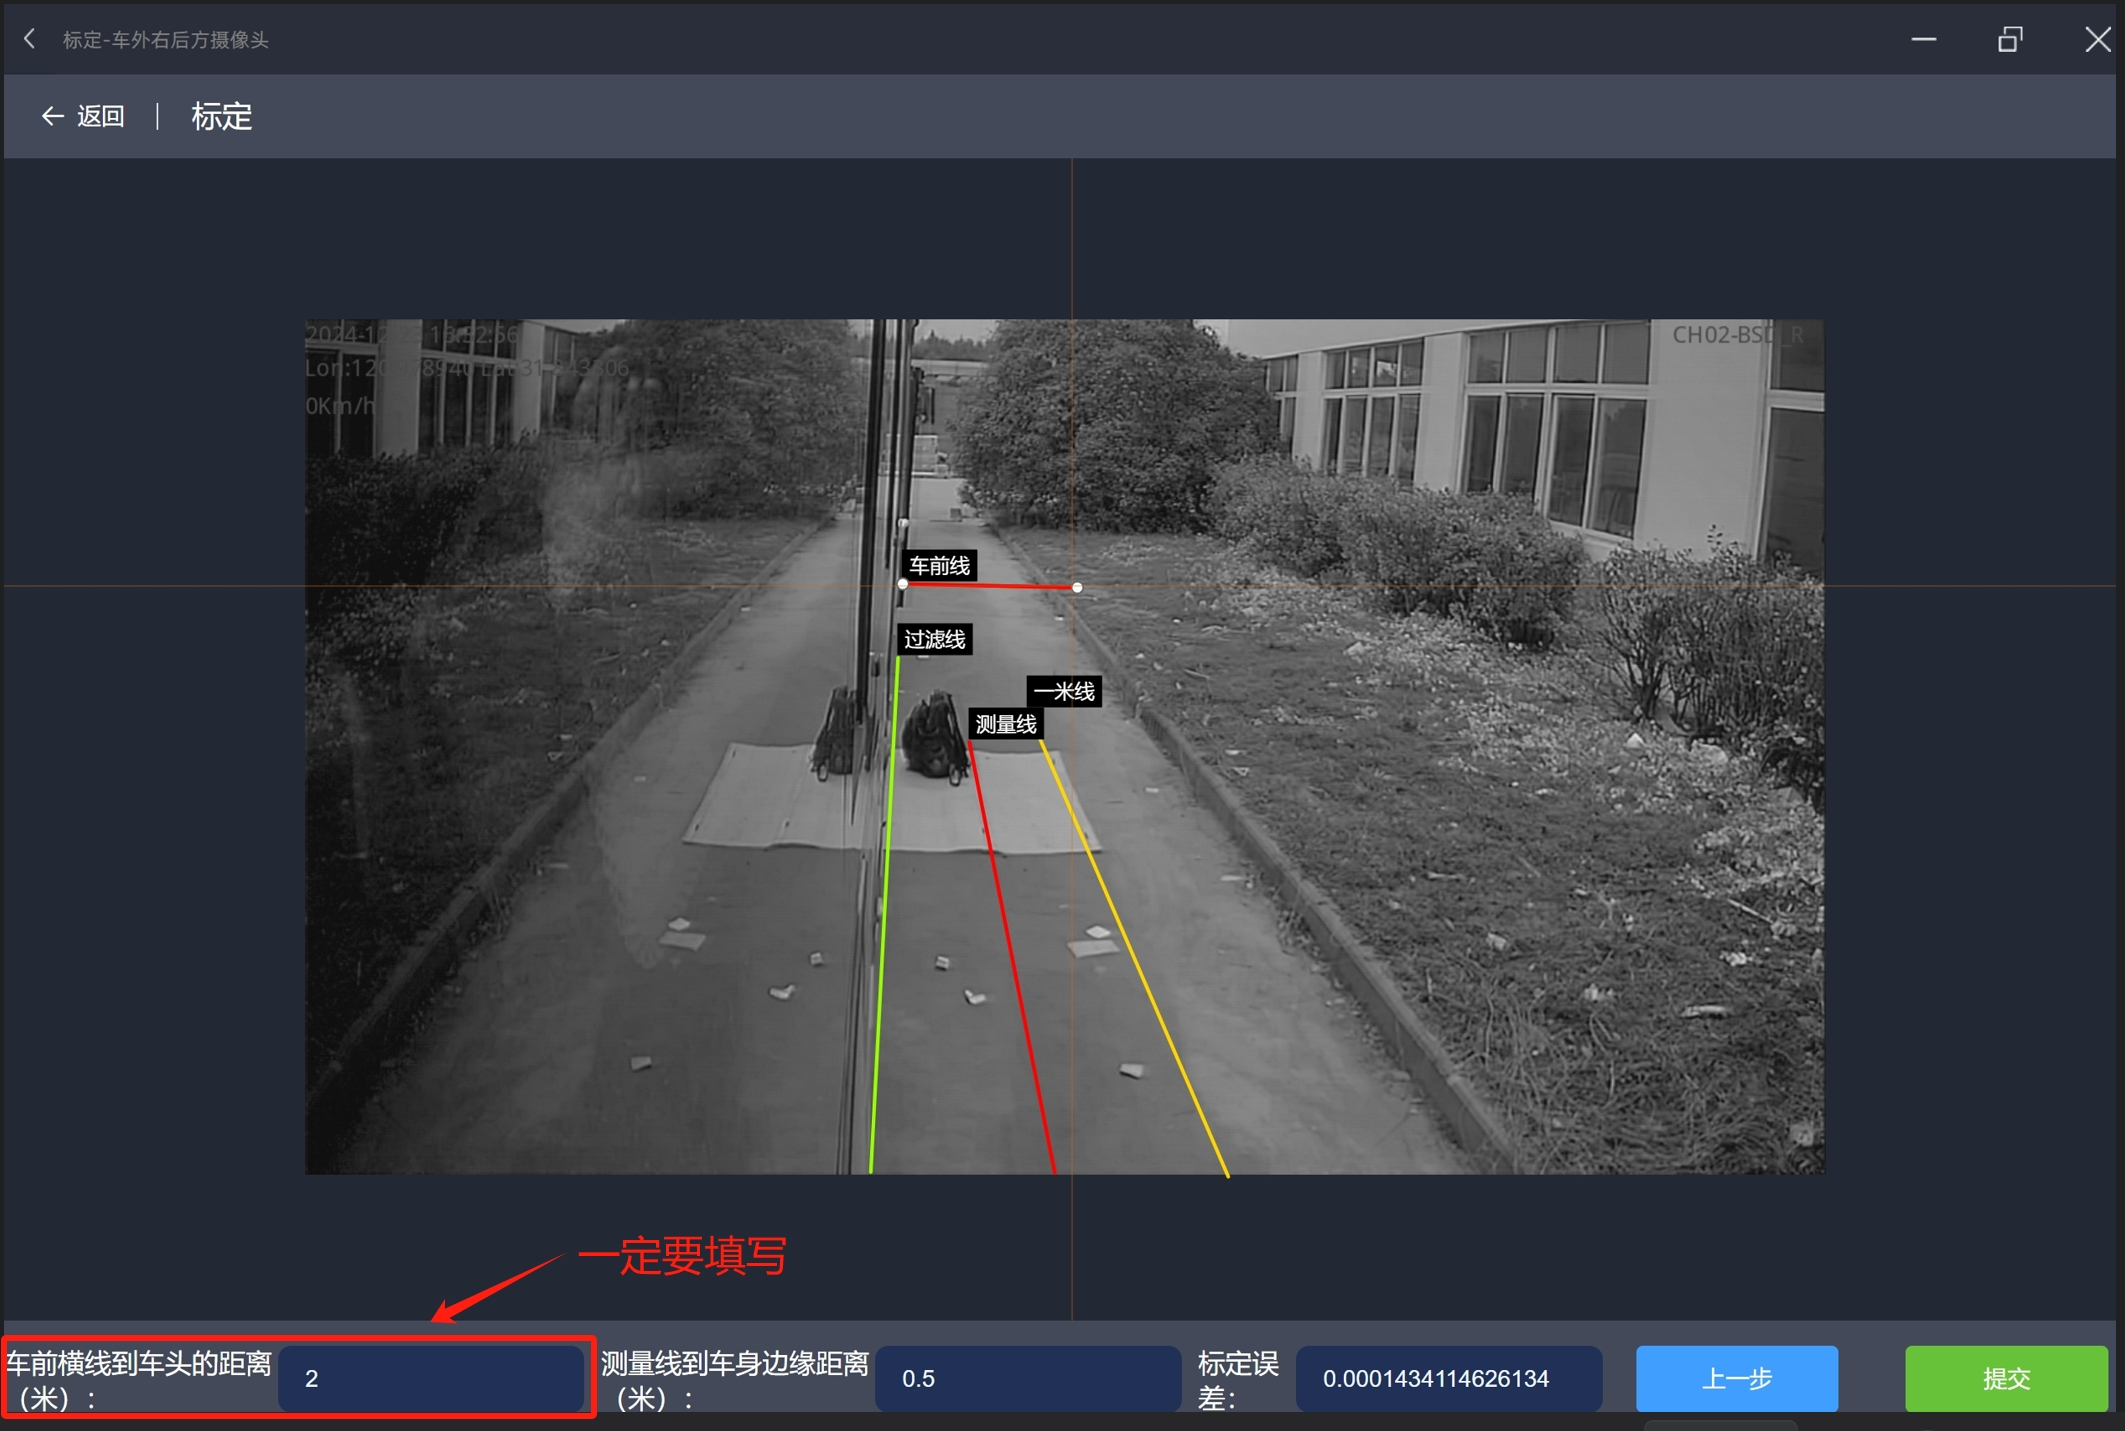 标定-车外右后方摄像头
返回
标定
0Km/h
车前线
过滤线
一米线
测量线
一定要填写
车前横线到车头的距离
（米）:
2
测量线到车身边缘距离
（米）:
0.5
标定误
差:
0.0001434114626134
上一步
提交